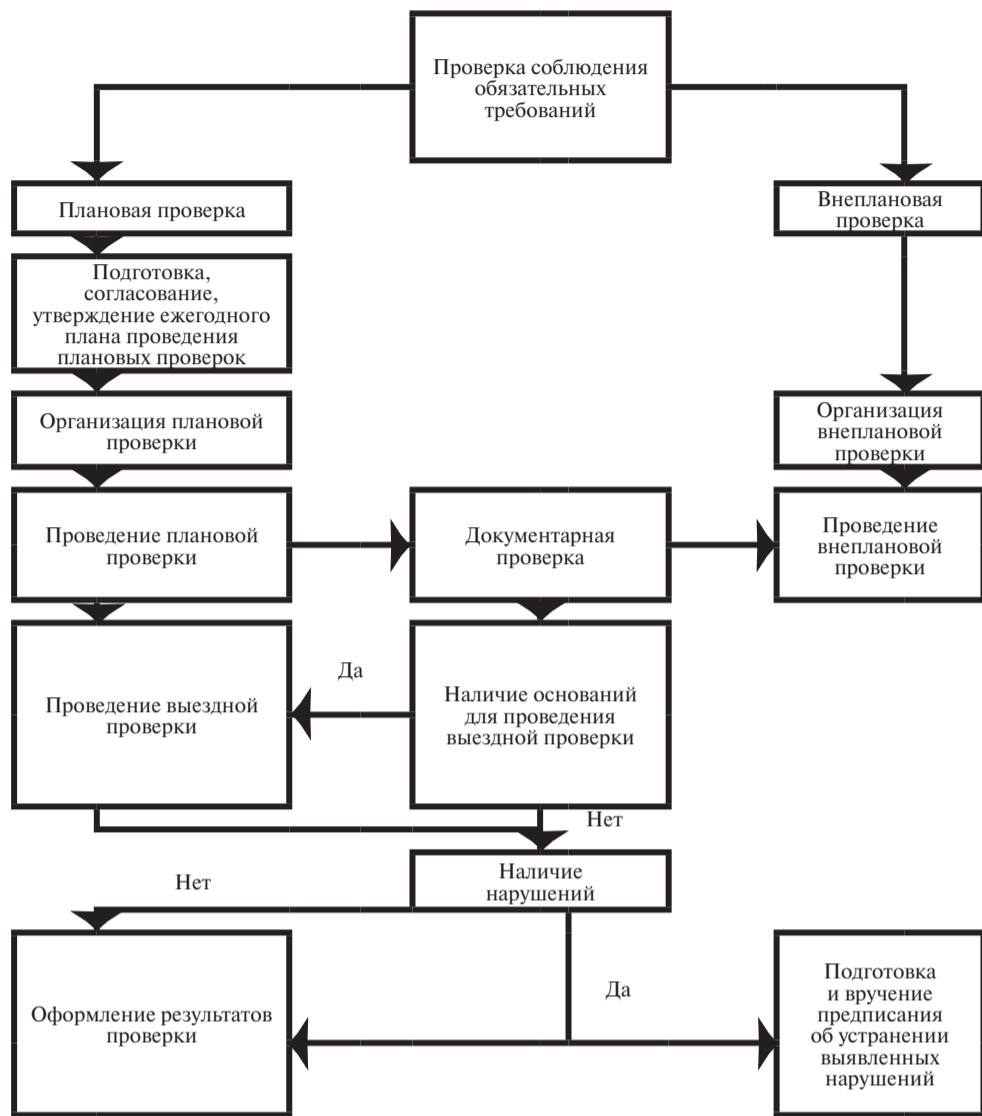 Проверка соблюдения
обязательных
требований
Плановая проверка
Внеплановая
проверка
Подготовка,
согласование,
утверждение ежегодного
плана проведения
плановых проверок
Организация плановой
проверки
Организация
внеплановой
проверки
Проведение плановой
проверки
Документарная
проверка
Проведение
внеплановой
проверки
Проведение выездной
проверки
Да
Наличие оснований
для проведения
выездной проверки
Нет
Наличие
нарушений
Нет
Оформление результатов
проверки
Да
Подготовка
и вручение
предписания
об устранении
выявленных
нарушений